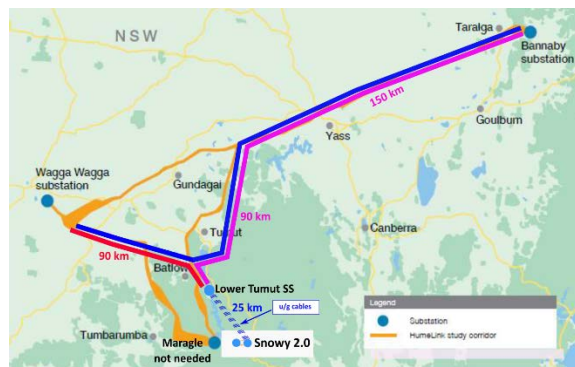 NSW
Taralga
Bannaby
substation
150 km
Goulburn
Yass
Wagga Wagga
substation
Gundagai
90 km
Canberra
Tumut
90 km
Batlow
Lower Tumut SS
25 km
u/g cables
Legend
Substation
HumeLink study corridor
Tumbarumba
Maragle
not needed
Snowy 2.0